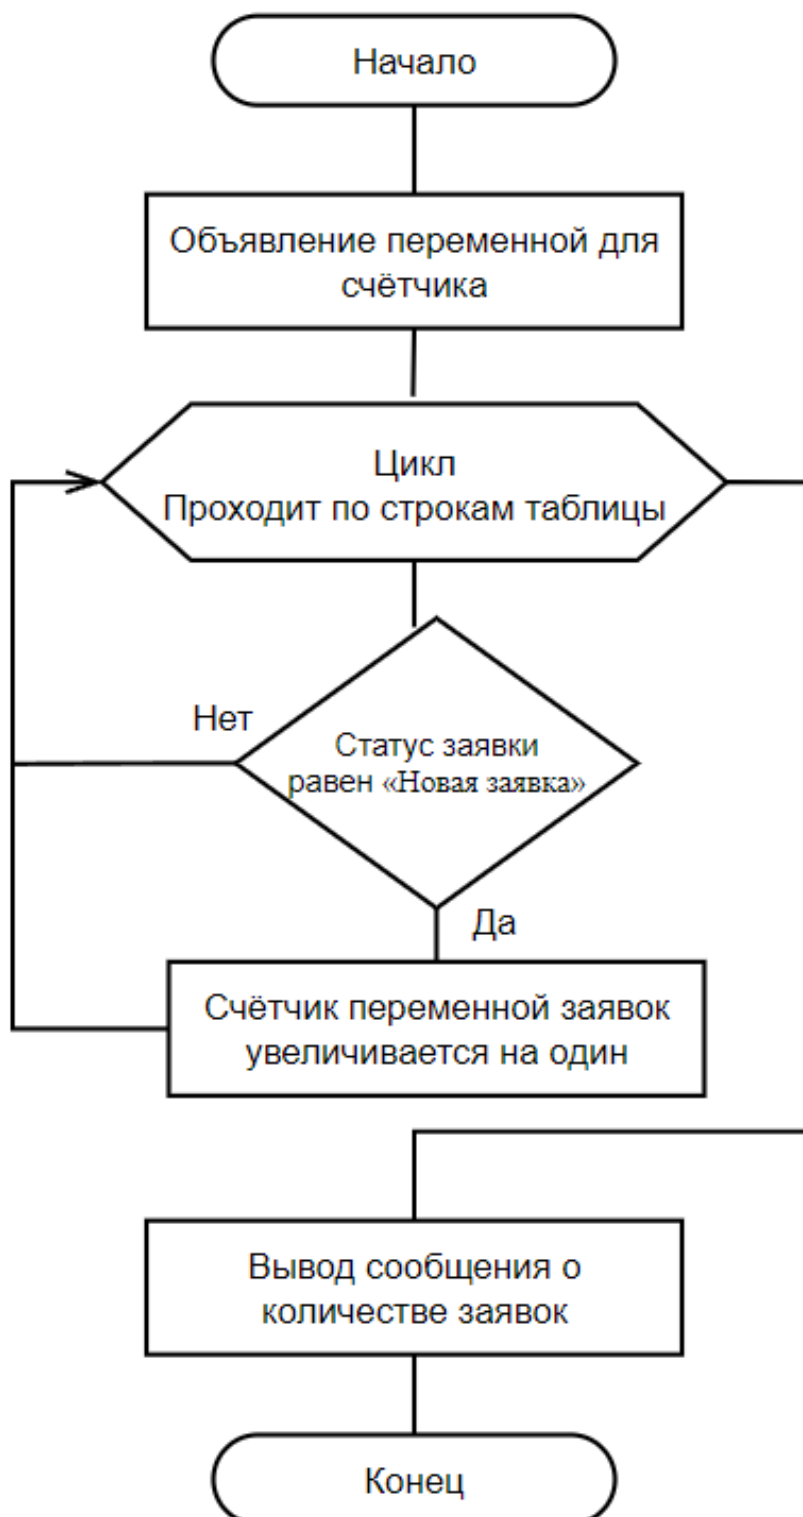 Начало
Объявление переменной для
счётчика
Цикл
Проходит по строкам таблицы
Нет
Статус заявки
равен «Новая заявка»
Да
Счётчик переменной заявок
увеличивается на один
Вывод сообщения о
количестве заявок
Конец